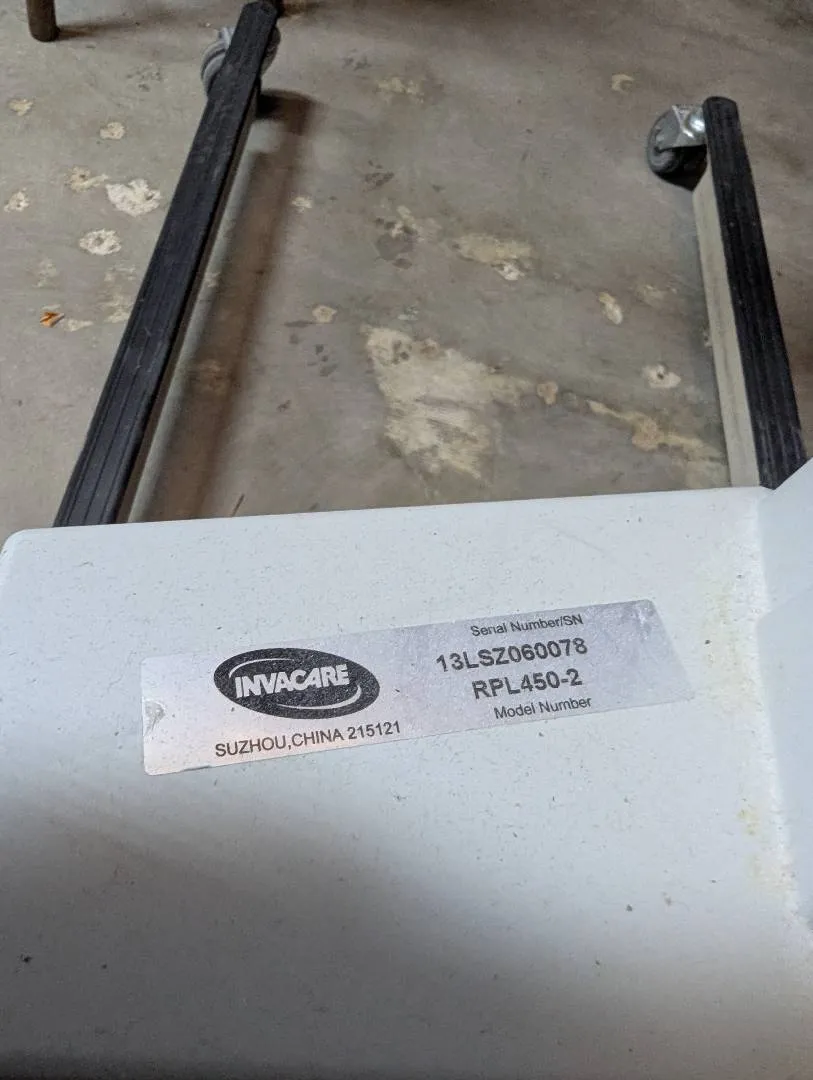 INVACARE
SUZHOU,CHINA 215121
Serial Number/SN
13LSZ060078
RPL450-2
Model Number